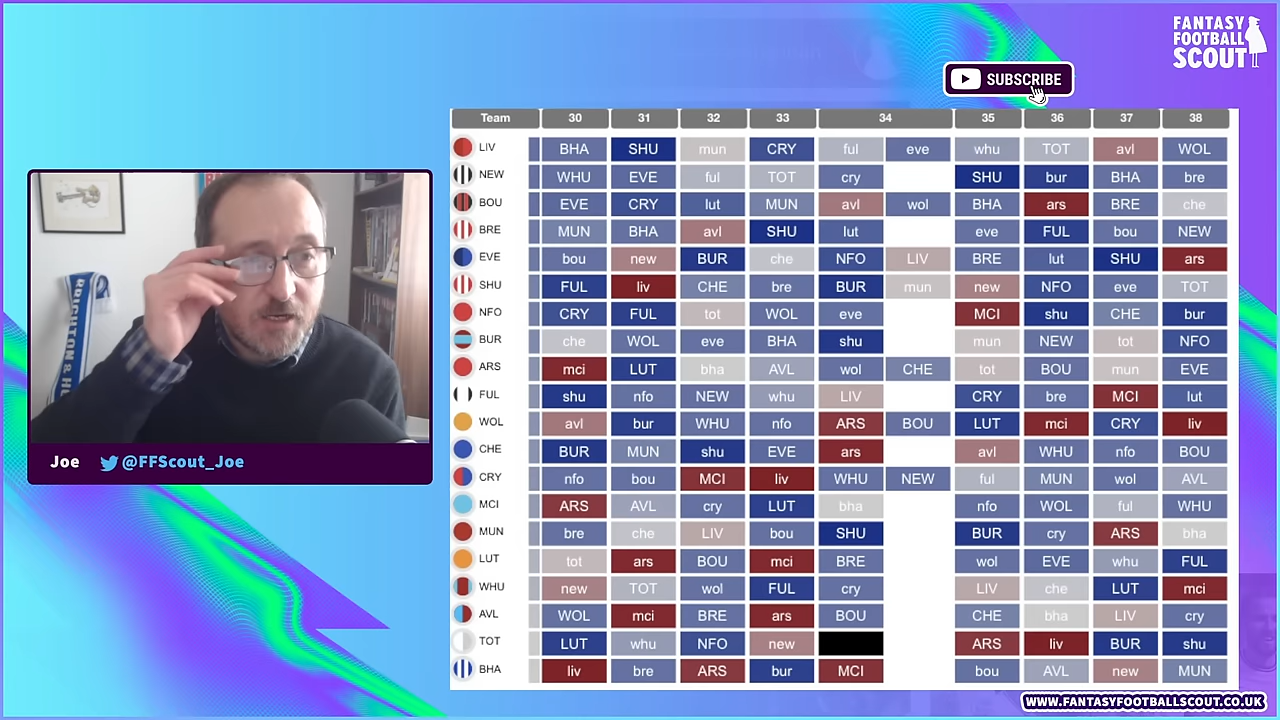 FANTASY
FOOTBALL
SCOUT
SUBSCRIBE
Team 30 31 32 33 34 35 36 37 38
LIV BHA SHU mun CRY ful eve whu TOT avl WOL
NEW WHU EVE ful TOT cry SHU bur BHA bre
BOU EVE CRY lut MUN avl wol BHA ars BRE che
BRE MUN BHA avl SHU lut eve FUL bou NEW
EVE bou new BUR che NFO LIV BRE lut SHU ars
SHU FUL liv CHE bre BUR mun new NFO eve TOT
NFO CRY FUL tot WOL eve MCI shu CHE bur
BUR che WOL eve BHA shu mun NEW tot NFO
ARS mci LUT bha AVL wol CHE tot BOU mun EVE
FUL shu nfo NEW whu LIV CRY bre MCI lut
WOL avl bur WHU nfo ARS BOU LUT mci CRY liv
CHE BUR MUN shu EVE ars avl WHU nfo BOU
CRY nfo bou MCI liv WHU NEW ful MUN wol AVL
MCI ARS AVL cry LUT bha nfo WOL ful WHU
MUN bre che LIV bou SHU BUR cry ARS bha
LUT tot ars BOU mci BRE wol EVE whu FUL
WHU new TOT wol FUL cry LIV che LUT mci
AVL WOL mci BRE ars BOU CHE bha LIV cry
TOT LUT whu NFO new ARS liv BUR shu
BHA liv bre ARS bur MCI bou AVL new MUN
BRIGHTON & H
Joe @FFScout_Joe
WWW.FANTASYFOOTBALLSCOUT.CO.UK